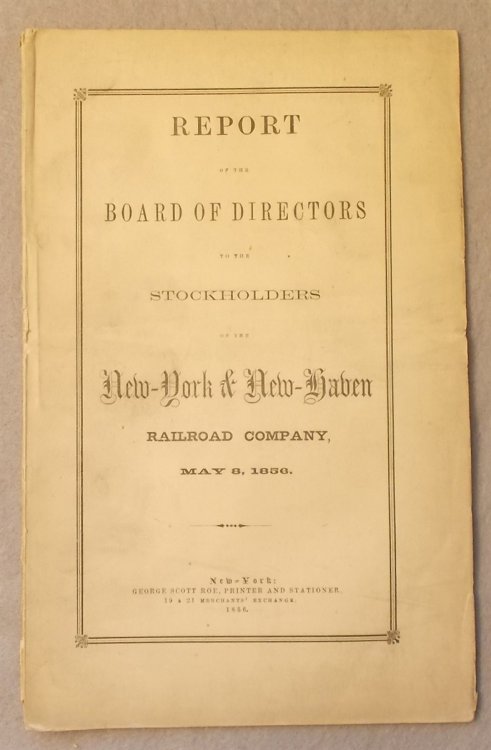 REPORT
OF THE
BOARD OF DIRECTORS
TO THE
STOCKHOLDERS
OF THE
New-York & New-Haven
RAILROAD COMPANY,
MAY 8, 1856.
New-York:
GEORGE SCOTT ROE, PRINTER AND STATIONER,
19 & 27 MERCHANTS' EXCHANGE.
1856.